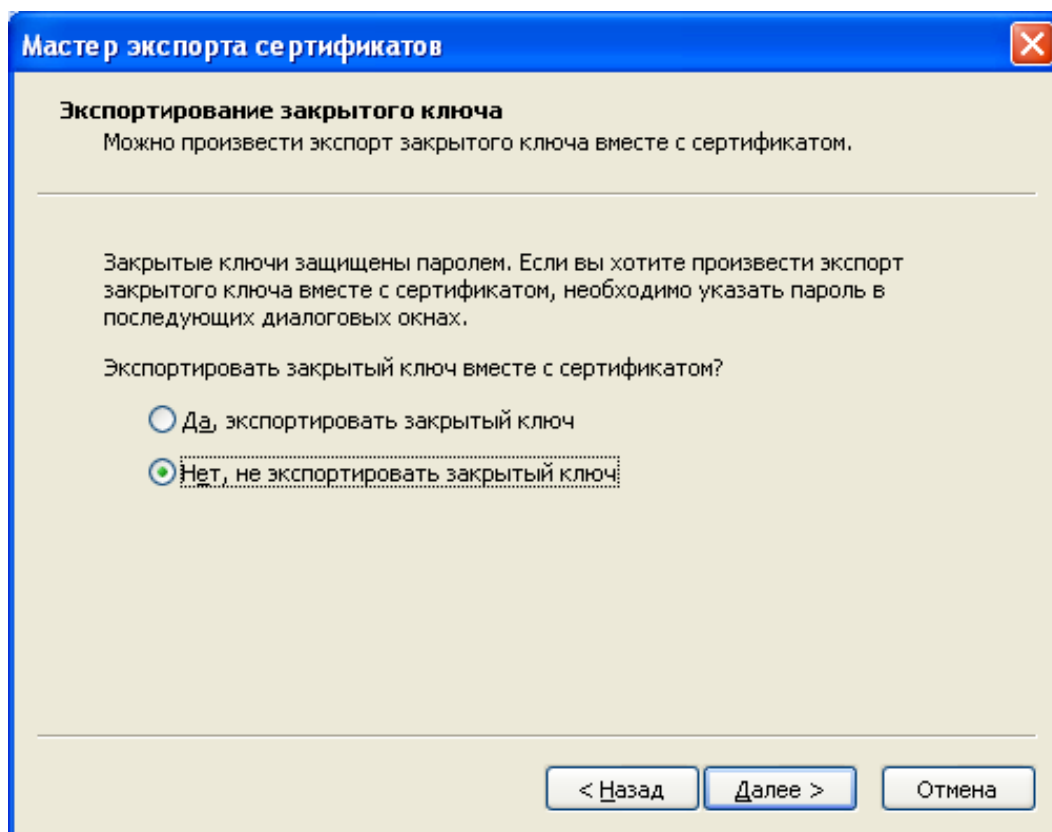 Мастер экспорта сертификатов
Экспортирование закрытого ключа
Можно произвести экспорт закрытого ключа вместе с сертификатом.
Закрытые ключи защищены паролем. Если вы хотите произвести экспорт
закрытого ключа вместе с сертификатом, необходимо указать пароль в
последующих диалоговых окнах.
Экспортировать закрытый ключ вместе с сертификатом?
Да, экспортировать закрытый ключ
Нет, не экспортировать закрытый ключ
< Назад Далее > Отмена